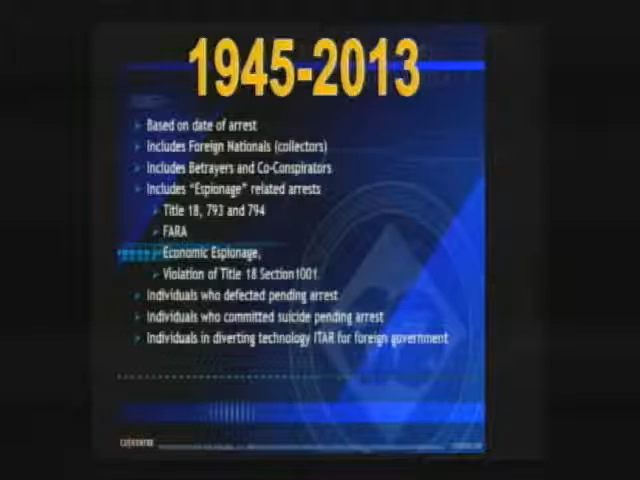 1945-2013
Based on date of arrest
Includes Foreign Nationals (collectors)
Includes Betrayers and Co-Conspirators
Includes “Espionage” related arrests
Title 18, 793 and 794
FARA
Economic Espionage,
Violation of Title 18 Section1001
Individuals who defected pending arrest
Individuals who committed suicide pending arrest
Individuals in diverting technology ITAR for foreign government